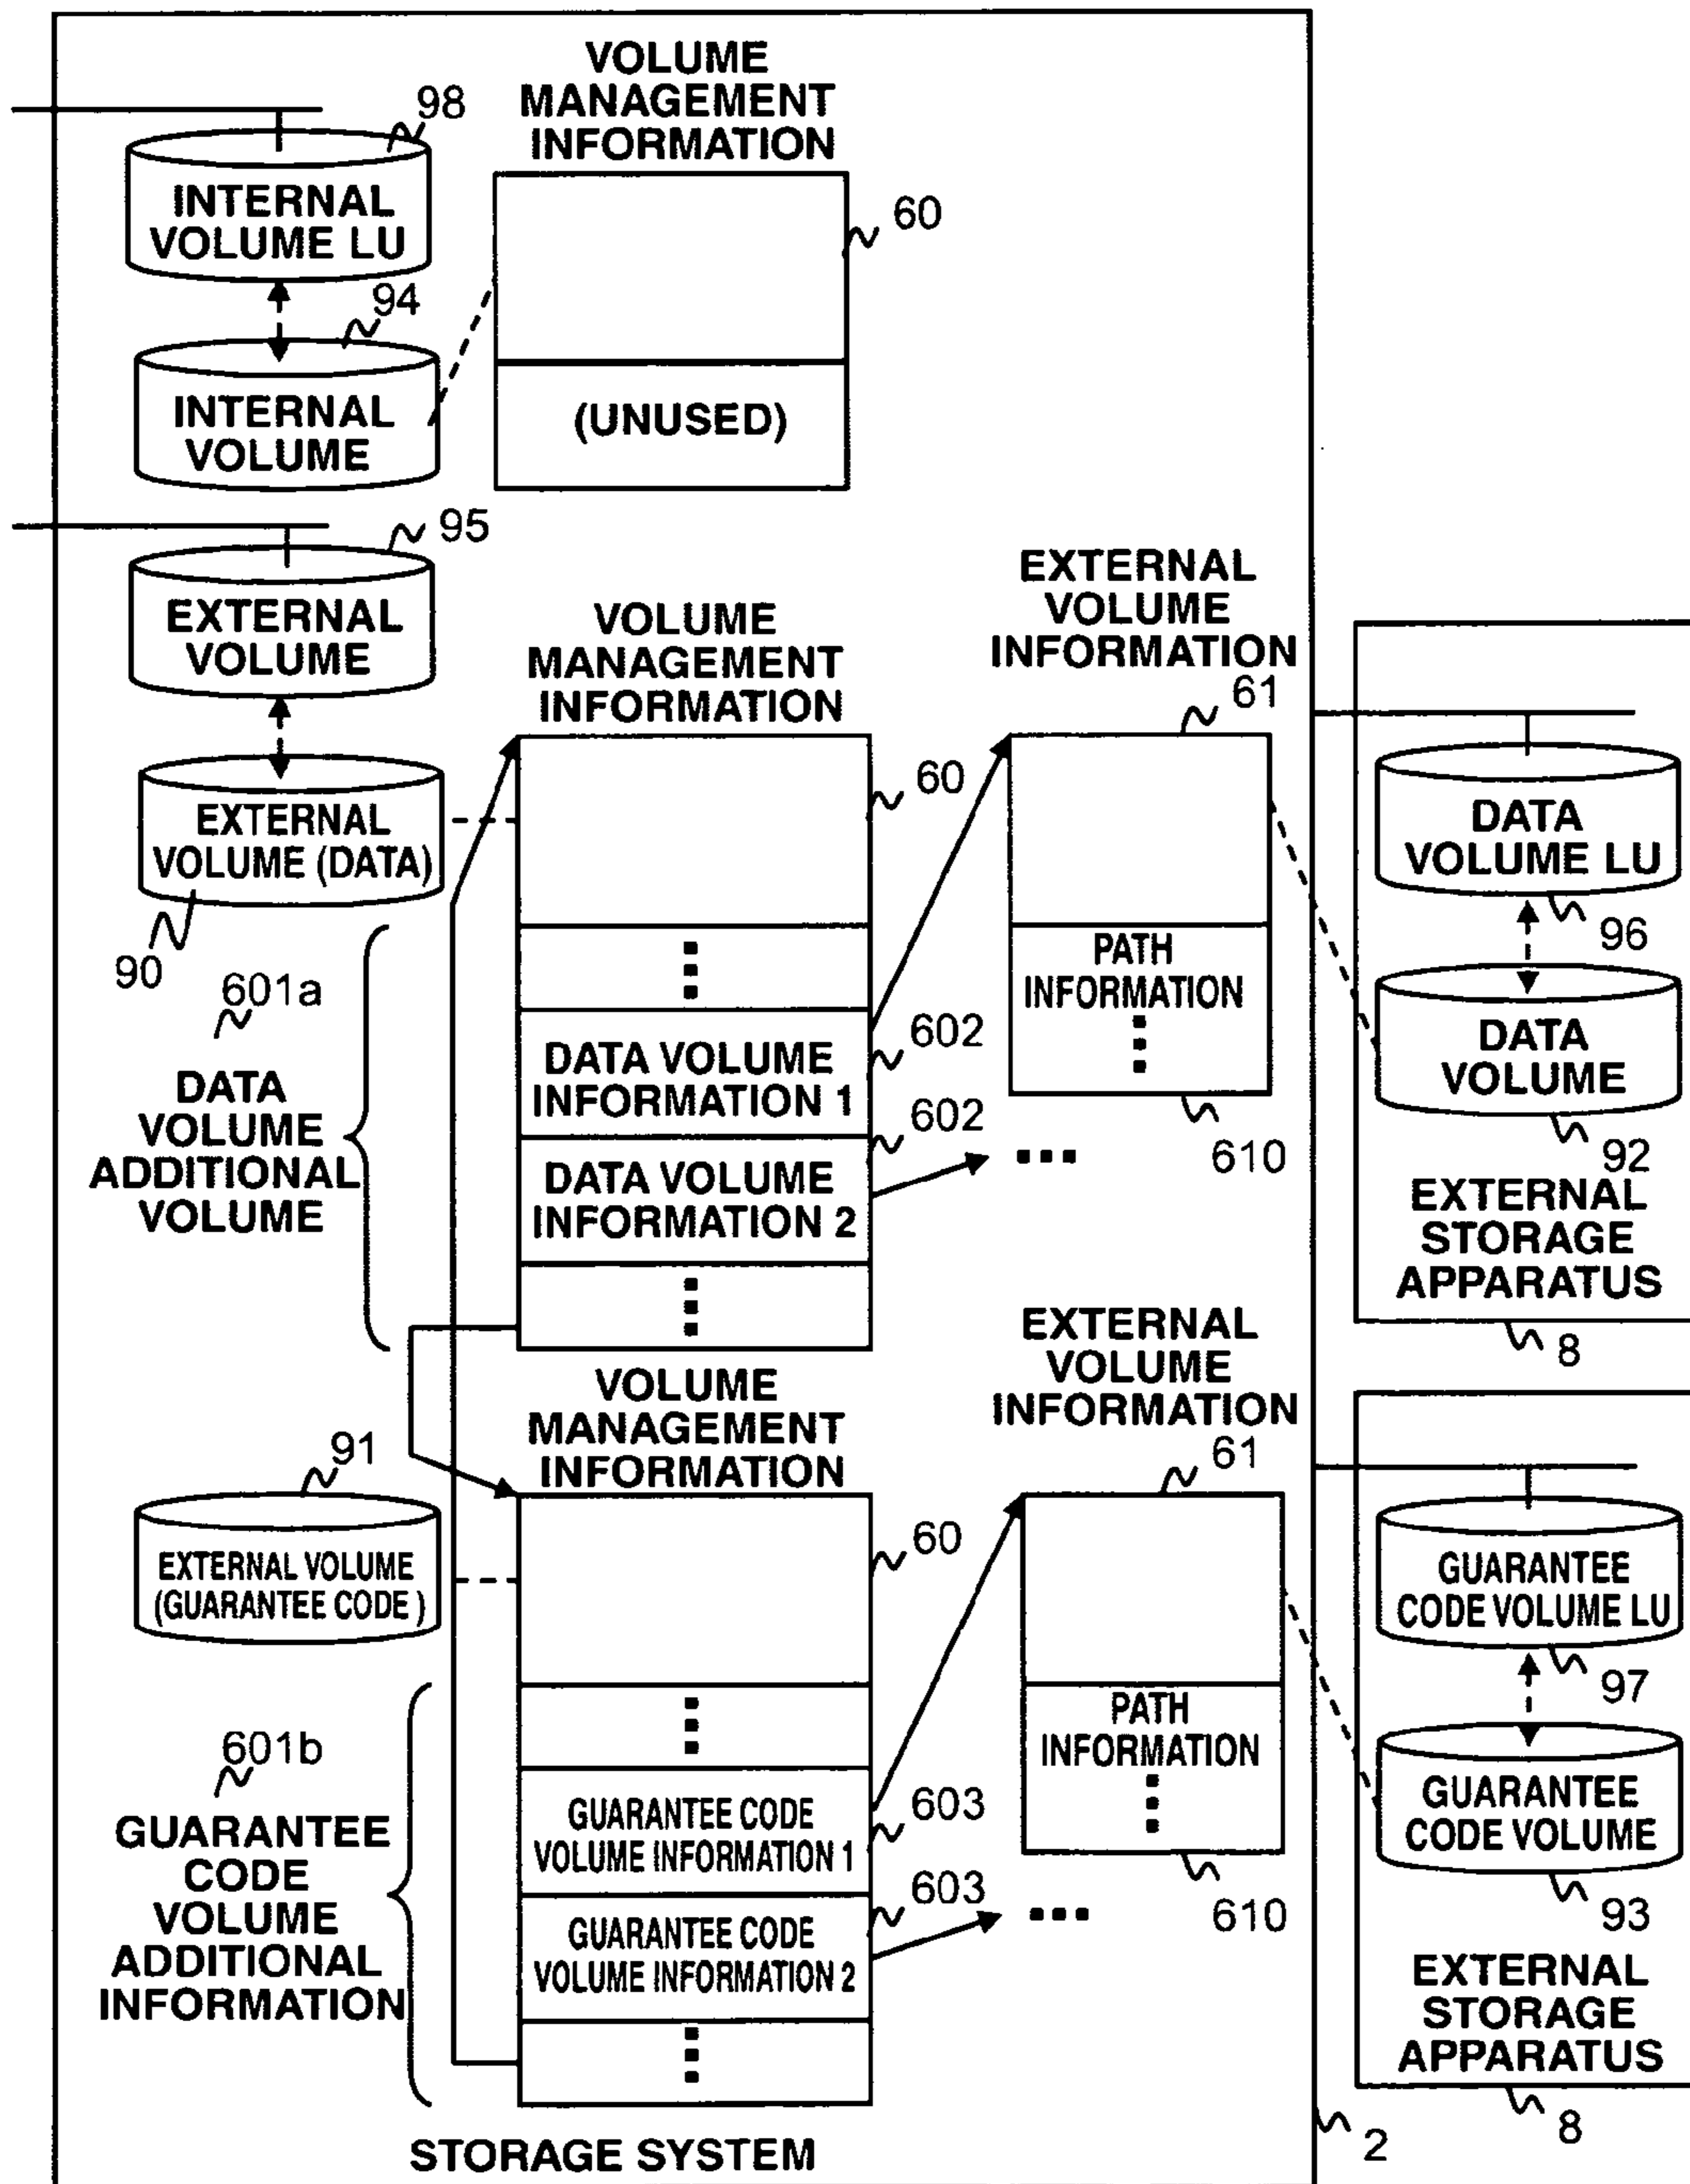 VOLUME
MANAGEMENT
INFORMATION
98
INTERNAL
VOLUME LU
60
94
INTERNAL
VOLUME
(UNUSED)
95
EXTERNAL
VOLUME
VOLUME
MANAGEMENT
INFORMATION
EXTERNAL
VOLUME
INFORMATION
61
60
EXTERNAL
VOLUME (DATA)
90
DATA
VOLUME LU
96
PATH
INFORMATION
601a
DATA
VOLUME
ADDITIONAL
VOLUME
DATA VOLUME
INFORMATION 1
602
DATA VOLUME
INFORMATION 2
602
610
DATA
VOLUME
92
EXTERNAL
STORAGE
APPARATUS
8
VOLUME
MANAGEMENT
INFORMATION
EXTERNAL
VOLUME
INFORMATION
61
91
60
EXTERNAL VOLUME
(GUARANTEE CODE )
GUARANTEE
CODE VOLUME LU
97
PATH
INFORMATION
601b
GUARANTEE
CODE
VOLUME
ADDITIONAL
INFORMATION
GUARANTEE CODE
VOLUME INFORMATION 1
603
GUARANTEE CODE
VOLUME INFORMATION 2
603
610
GUARANTEE
CODE VOLUME
93
EXTERNAL
STORAGE
APPARATUS
8
2
STORAGE SYSTEM